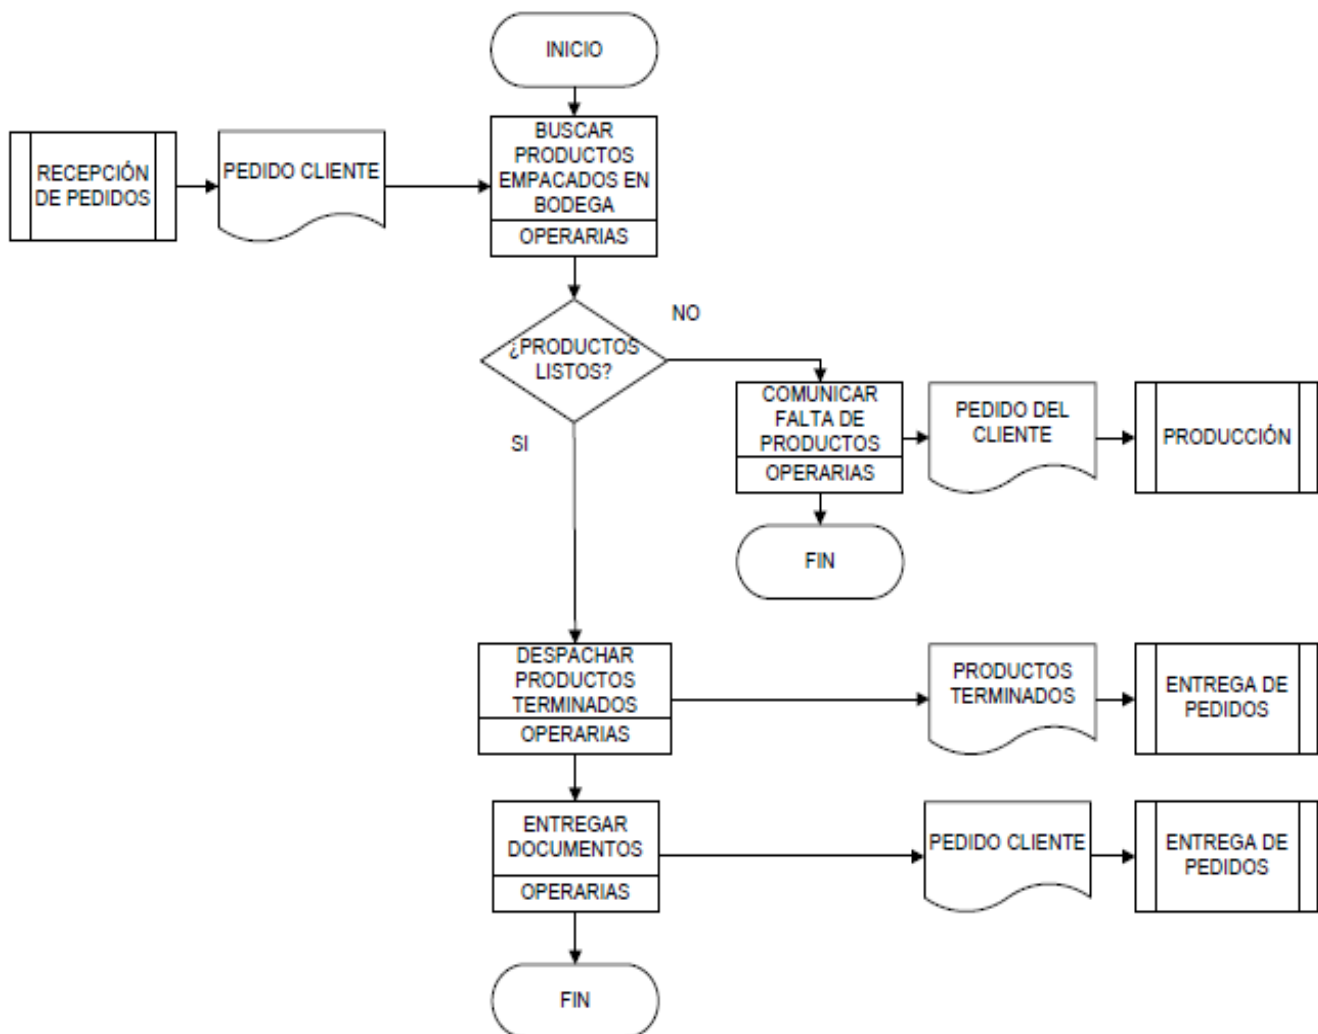 INICIO
RECEPCIÓN
DE PEDIDOS
PEDIDO CLIENTE
BUSCAR
PRODUCTOS
EMPACADOS EN
BODEGA
OPERARIAS
¿PRODUCTOS
LISTOS?
NO
SI
COMUNICAR
FALTA DE
PRODUCTOS
OPERARIAS
PEDIDO DEL
CLIENTE
PRODUCCIÓN
FIN
DESPACHAR
PRODUCTOS
TERMINADOS
OPERARIAS
PRODUCTOS
TERMINADOS
ENTREGA DE
PEDIDOS
ENTREGAR
DOCUMENTOS
OPERARIAS
PEDIDO CLIENTE
ENTREGA DE
PEDIDOS
FIN